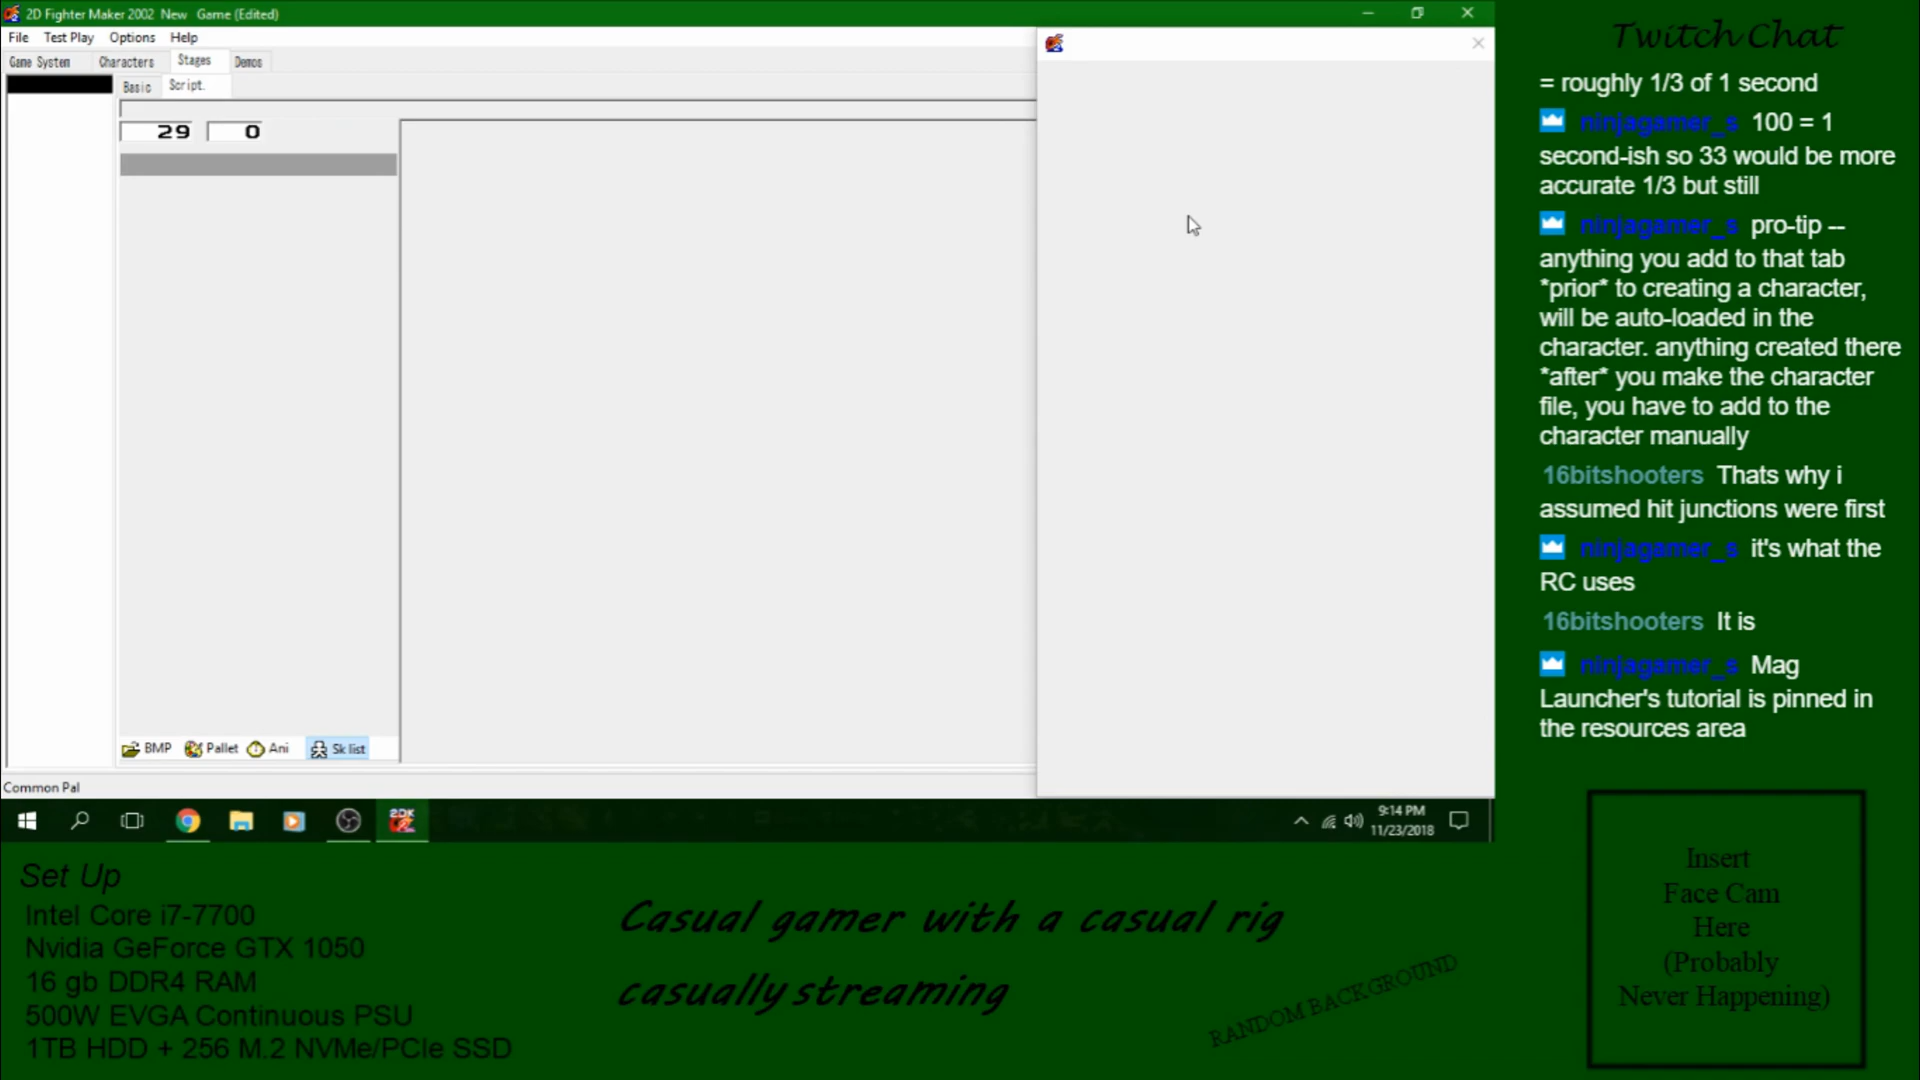 2D Fighter Maker 2002 New Game (Edited)
File Test Play Options Help
Game System Characters Stages Demos
Basic Script.
29 0
BMP Pallet Ani Sk list
Common Pal
2DK
9:14 PM
11/23/2018
Twitch Chat
= roughly 1/3 of 1 second
ninjagamer_s 100 = 1
second-ish so 33 would be more
accurate 1/3 but still
ninjagamer_s pro-tip --
anything you add to that tab
*prior* to creating a character,
will be auto-loaded in the
character. anything created there
*after* you make the character
file, you have to add to the
character manually
16bitshooters Thats why i
assumed hit junctions were first
ninjagamer_s it's what the
RC uses
16bitshooters It is
ninjagamer_s Mag
Launcher's tutorial is pinned in
the resources area
Set Up
Intel Core i7-7700
Nvidia GeForce GTX 1050
16 gb DDR4 RAM
500W EVGA Continuous PSU
1TB HDD + 256 M.2 NVMe/PCIe SSD
Casual gamer with a casual rig
casually streaming
RANDOM BACKGROUND
Insert
Face Cam
Here
(Probably
Never Happening)